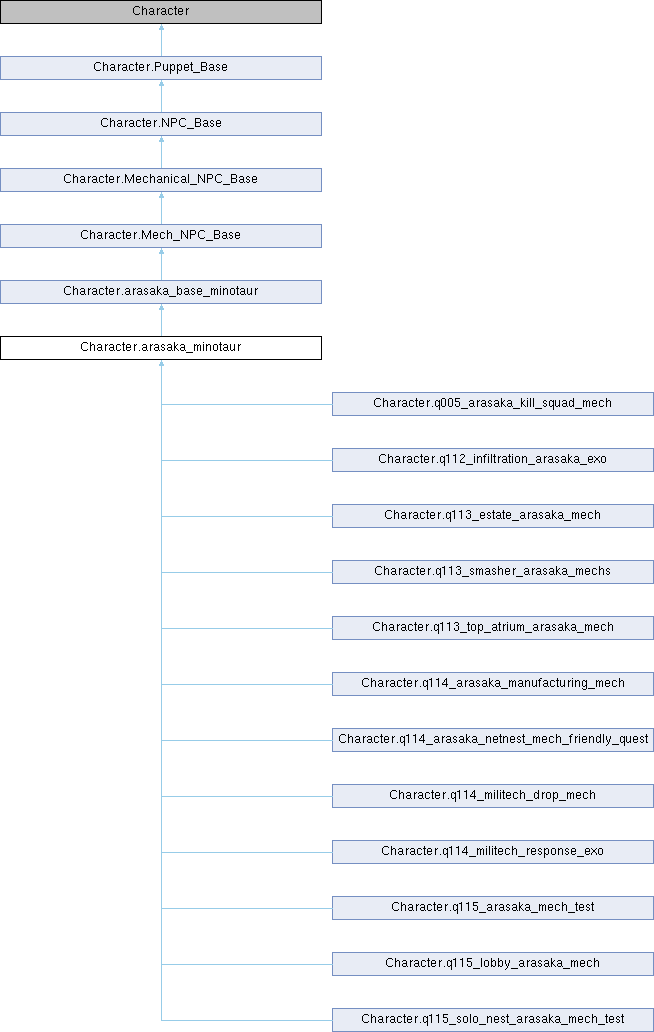 Character
Character.Puppet_Base
Character.NPC_Base
Character.Mechanical_NPC_Base
Character.Mech_NPC_Base
Character.arasaka_base_minotaur
Character.arasaka_minotaur
Character.q005_arasaka_kill_squad_mech
Character.q112_infiltration_arasaka_exo
Character.q113_estate_arasaka_mech
Character.q113_smasher_arasaka_mechs
Character.q113_top_atrium_arasaka_mech
Character.q114_arasaka_manufacturing_mech
Character.q114_arasaka_netnest_mech_friendly_quest
Character.q114_militech_drop_mech
Character.q114_militech_response_exo
Character.q115_arasaka_mech_test
Character.q115_lobby_arasaka_mech
Character.q115_solo_nest_arasaka_mech_test